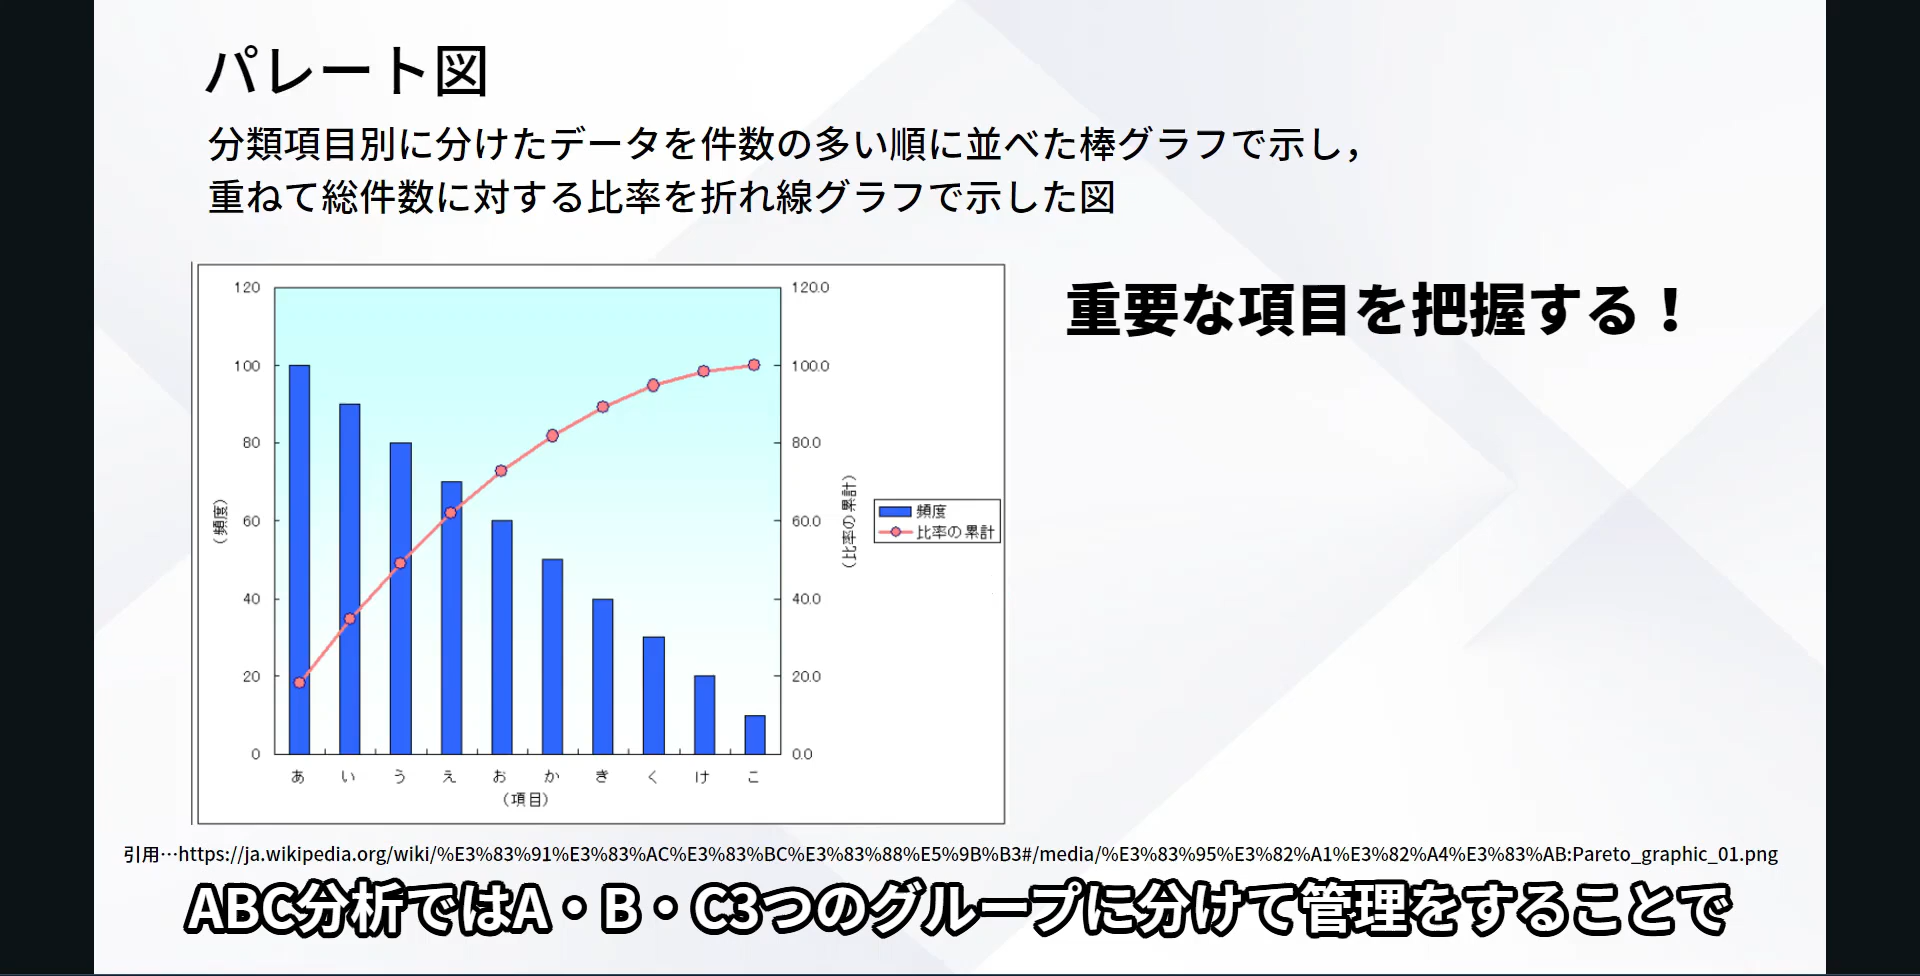 パレート図
分類項目別に分けたデータを件数の多い順に並べた棒グラフで示し，
重ねて総件数に対する比率を折れ線グラフで示した図
重要な項目を把握する！
120
100
80
60
40
20
0
（頻度）
120.0
100.0
80.0
60.0
40.0
20.0
0.0
（比率の累計）
頻度
比率の累計
あ い う え お か き く け こ
（項目）
引用…https://ja.wikipedia.org/wiki/%E3%83%91%E3%83%AC%E3%83%BC%E3%83%88%E5%9B%B3#/media/%E3%83%95%E3%82%A1%E3%82%A4%E3%83%AB:Pareto_graphic_01.png
ABC分析ではA・B・C3つのグループに分けて管理をすることで